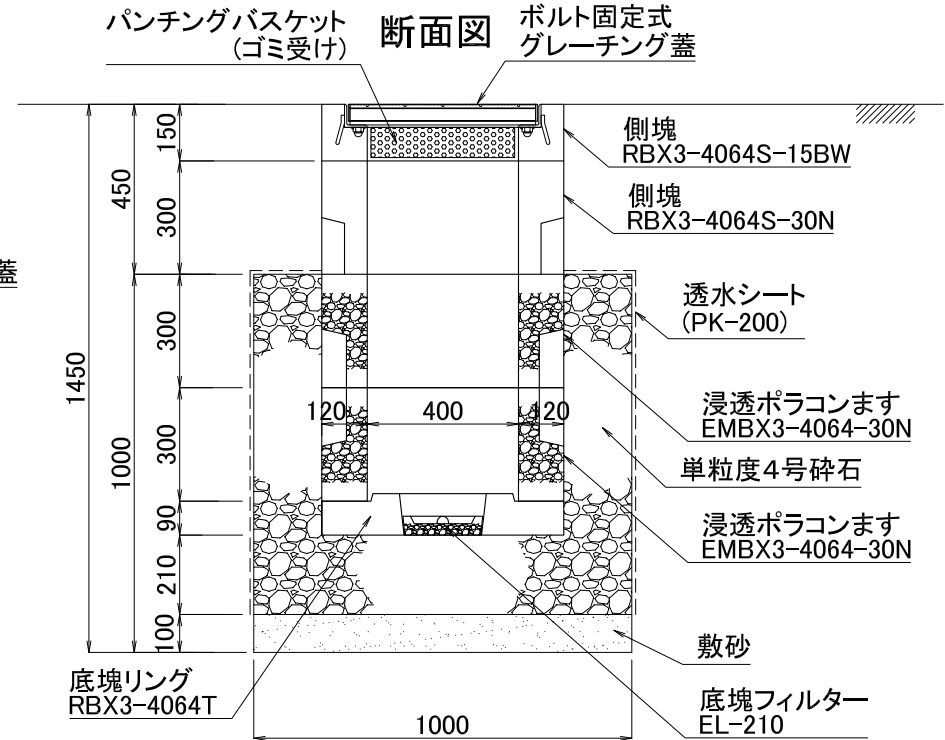 パンチングバスケット
(ゴミ受け)
断面図
ボルト固定式
グレーチング蓋
側塊
RBX3-4064S-15BW
側塊
RBX3-4064S-30N
蓋
透水シート
(PK-200)
浸透ポラコンます
EMBX3-4064-30N
単粒度4号砕石
浸透ポラコンます
EMBX3-4064-30N
敷砂
底塊フィルター
EL-210
底塊リング
RBX3-4064T
1450
450
1000
150
300
300
300
90
210
100
120
400
120
1000